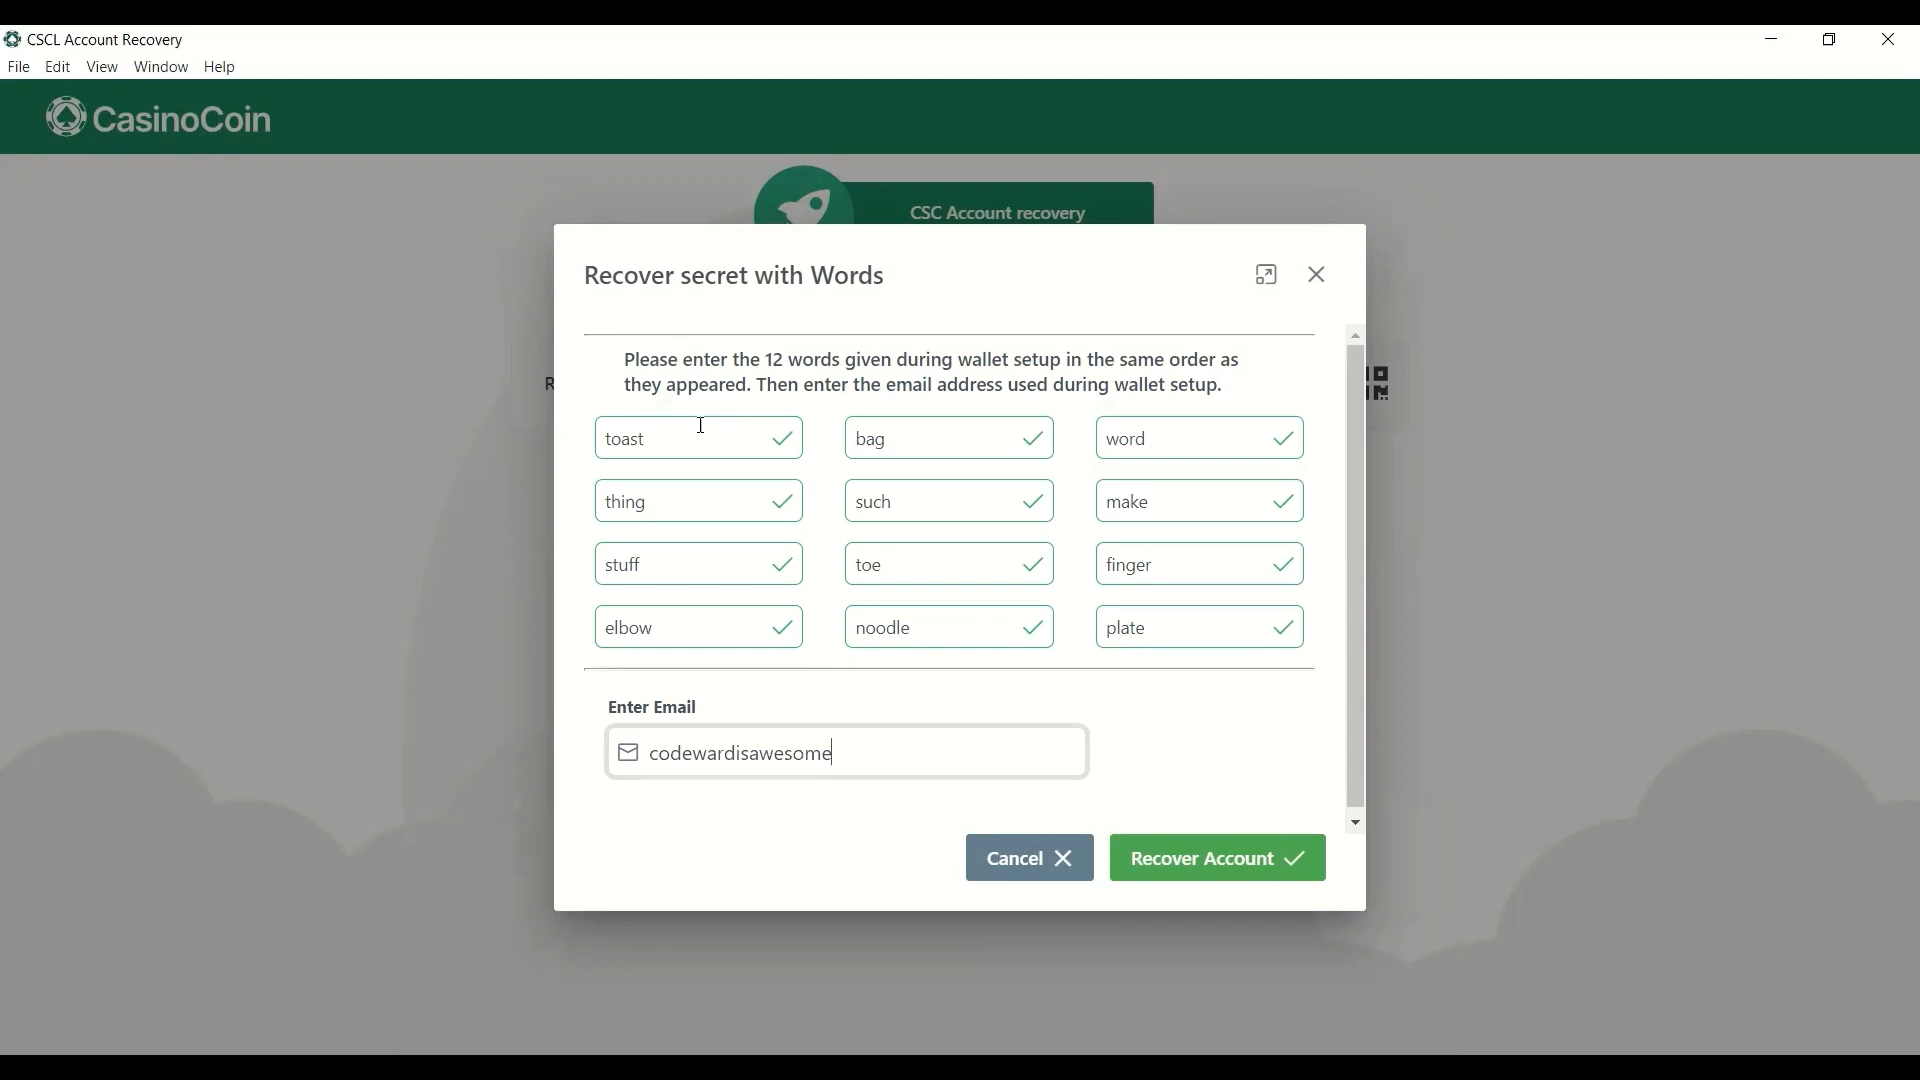 CSCL Account Recovery
File Edit View Window Help
CasinoCoin
CSC Account recovery
Recover secret with Words
Please enter the 12 words given during wallet setup in the same order as
they appeared. Then enter the email address used during wallet setup.
toast bag word
thing such make
stuff toe finger
elbow noodle plate
Enter Email
codewardisawesome
Cancel
Recover Account